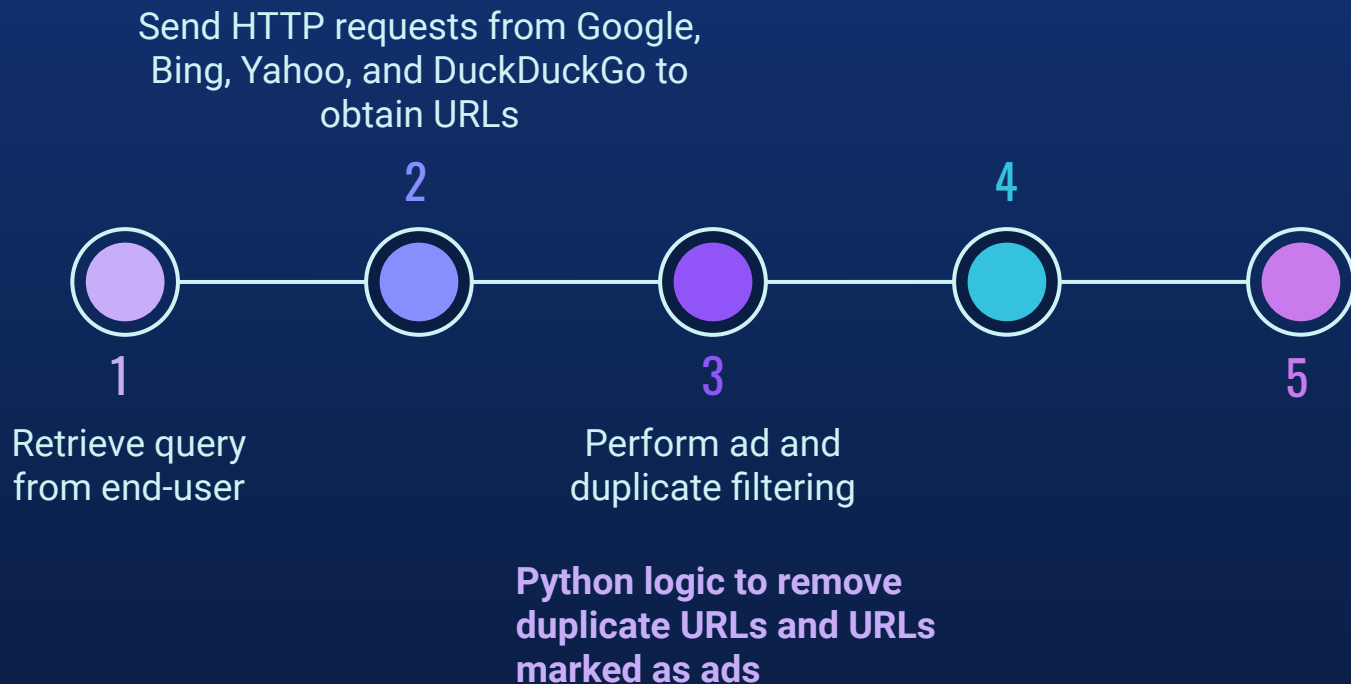 Send HTTP requests from Google,
Bing, Yahoo, and DuckDuckGo to
obtain URLs
2
4
1
3
5
Retrieve query
from end-user
Perform ad and
duplicate filtering
Python logic to remove
duplicate URLs and URLs
marked as ads